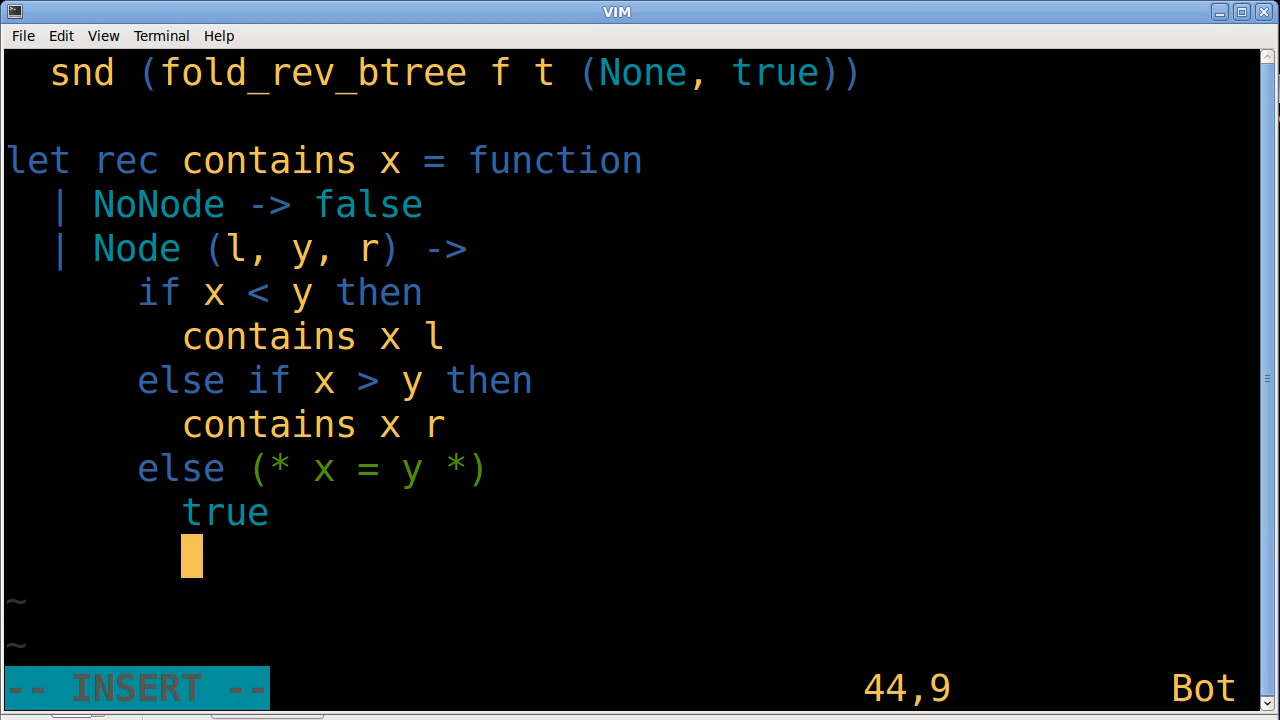 VIM
File Edit View Terminal Help
  snd (fold_rev_btree f t (None, true))

let rec contains x = function
  | NoNode -> false
  | Node (l, y, r) ->
      if x < y then
        contains x l
      else if x > y then
        contains x r
      else (* x = y *)
        true
~
~
-- INSERT -- 44,9 Bot